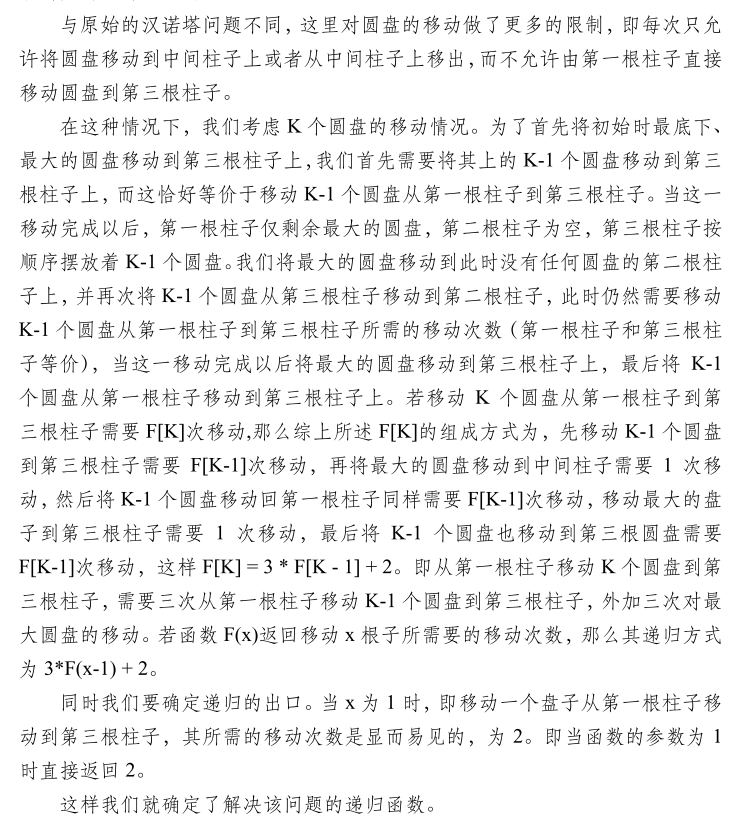 与原始的汉诺塔问题不同，这里对圆盘的移动做了更多的限制，即每次只允
许将圆盘移动到中间柱子上或者从中间柱子上移出，而不允许由第一根柱子直接
移动圆盘到第三根柱子。
在这种情况下，我们考虑 K 个圆盘的移动情况。为了首先将初始时最底下、
最大的圆盘移动到第三根柱子上，我们首先需要将其上的 K-1 个圆盘移动到第三
根柱子上，而这恰好等价于移动 K-1 个圆盘从第一根柱子到第三根柱子。当这一
移动完成以后，第一根柱子仅剩余最大的圆盘，第二根柱子为空，第三根柱子按
顺序摆放着 K-1 个圆盘。我们将最大的圆盘移动到此时没有任何圆盘的第二根柱
子上，并再次将 K-1 个圆盘从第三根柱子移动到第二根柱子，此时仍然需要移动
K-1 个圆盘从第一根柱子到第三根柱子所需的移动次数（第一根柱子和第三根柱
子等价），当这一移动完成以后将最大的圆盘移动到第三根柱子上，最后将 K-1
个圆盘从第一根柱子移动到第三根柱子上。若移动 K 个圆盘从第一根柱子到第
三根柱子需要 F[K]次移动,那么综上所述 F[K]的组成方式为，先移动 K-1 个圆盘
到第三根柱子需要 F[K-1]次移动，再将最大的圆盘移动到中间柱子需要 1 次移
动，然后将 K-1 个圆盘移动回第一根柱子同样需要 F[K-1]次移动，移动最大的盘
子到第三根柱子需要 1 次移动，最后将 K-1 个圆盘也移动到第三根圆盘需要
F[K-1]次移动，这样 F[K] = 3 * F[K - 1] + 2。即从第一根柱子移动 K 个圆盘到第
三根柱子，需要三次从第一根柱子移动 K-1 个圆盘到第三根柱子，外加三次对最
大圆盘的移动。若函数 F(x)返回移动 x 根子所需要的移动次数，那么其递归方式
为 3*F(x-1) + 2。
同时我们要确定递归的出口。当 x 为 1 时，即移动一个盘子从第一根柱子移
动到第三根柱子，其所需的移动次数是显而易见的，为 2。即当函数的参数为 1
时直接返回 2。
这样我们就确定了解决该问题的递归函数。